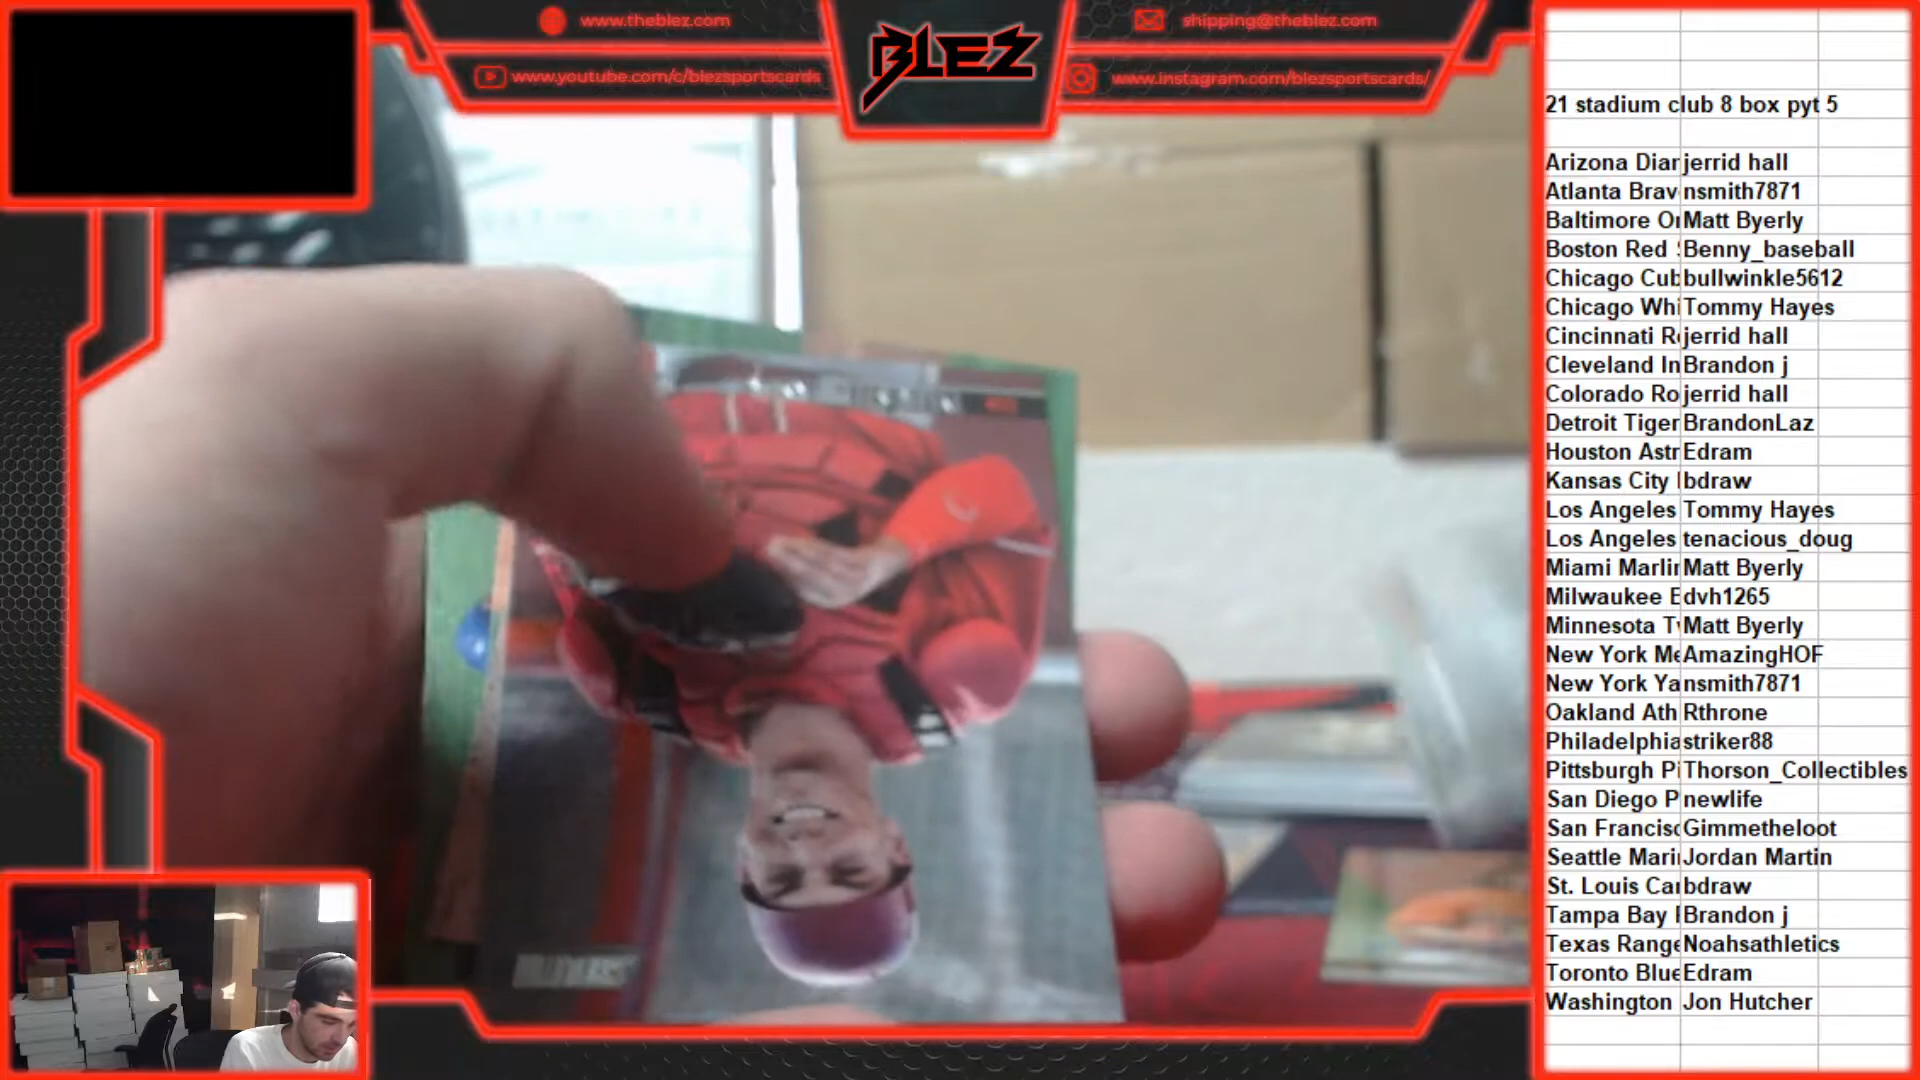 www.theblez.com
www.youtube.com/c/blezsportscards
BLEZ
shipping@theblez.com
www.instagram.com/blezsportscards/
21 stadium club 8 box pyt 5
Arizona Diar jerrid hall
Atlanta Brav nsmith7871
Baltimore Or Matt Byerly
Boston Red Benny_baseball
Chicago Cub bullwinkle5612
Chicago Whi Tommy Hayes
Cincinnati Re jerrid hall
Cleveland In Brandon j
Colorado Ro jerrid hall
Detroit Tiger BrandonLaz
Houston Astr Edram
Kansas City bdraw
Los Angeles Tommy Hayes
Los Angeles tenacious_doug
Miami Marlin Matt Byerly
Milwaukee B dvh1265
Minnesota Tw Matt Byerly
New York Me AmazingHOF
New York Ya nsmith7871
Oakland Ath Rthrone
Philadelphia striker88
Pittsburgh Pi Thorson_Collectibles
San Diego P newlife
San Francisc Gimmetheloot
Seattle Mari Jordan Martin
St. Louis Car bdraw
Tampa Bay Brandon j
Texas Range Noahsathletics
Toronto Blue Edram
Washington Jon Hutcher